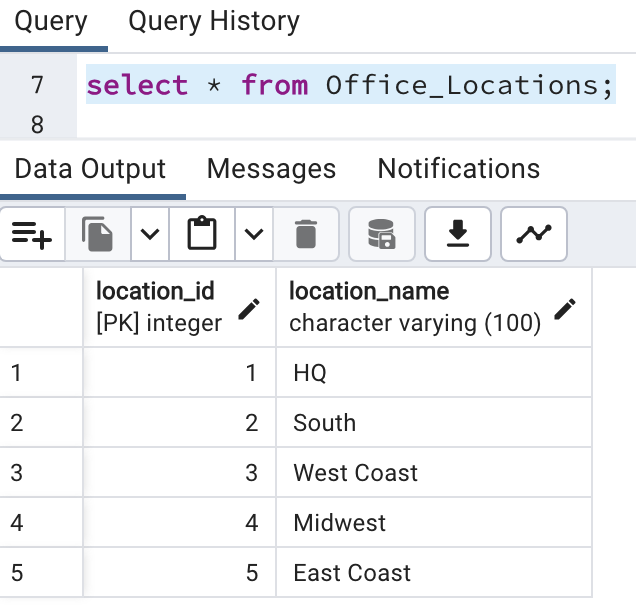 Query Query History
7 select * from Office_Locations;
8
Data Output Messages Notifications
location_id location_name
[PK] integer character varying (100)
1 1 HQ
2 2 South
3 3 West Coast
4 4 Midwest
5 5 East Coast